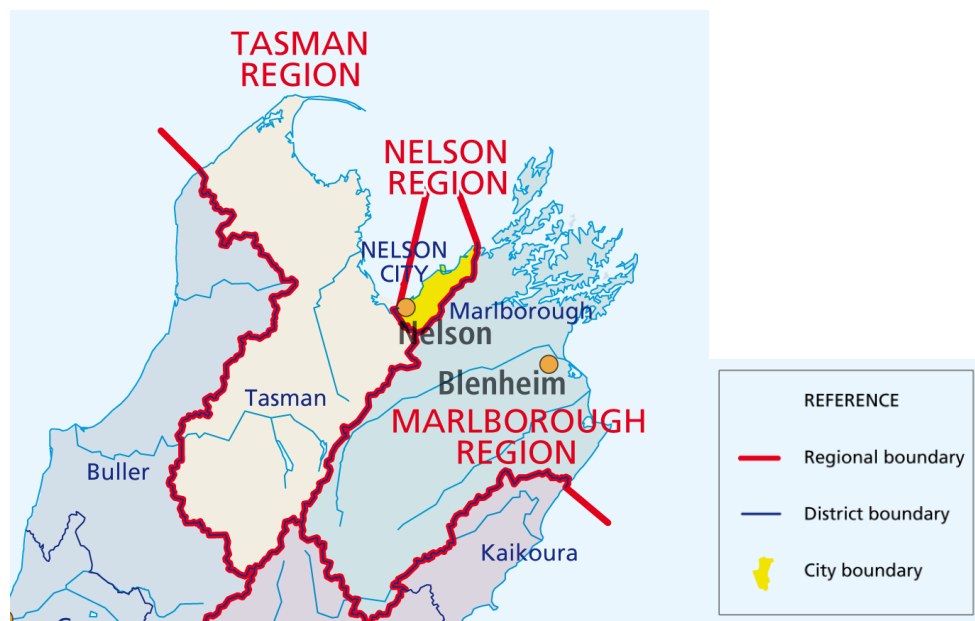 TASMAN
REGION
NELSON
REGION
NELSON
CITY
Marlborough
Nelson
Blenheim
Tasman
MARLBOROUGH
REGION
Buller
Kaikoura
REFERENCE
Regional boundary
District boundary
City boundary